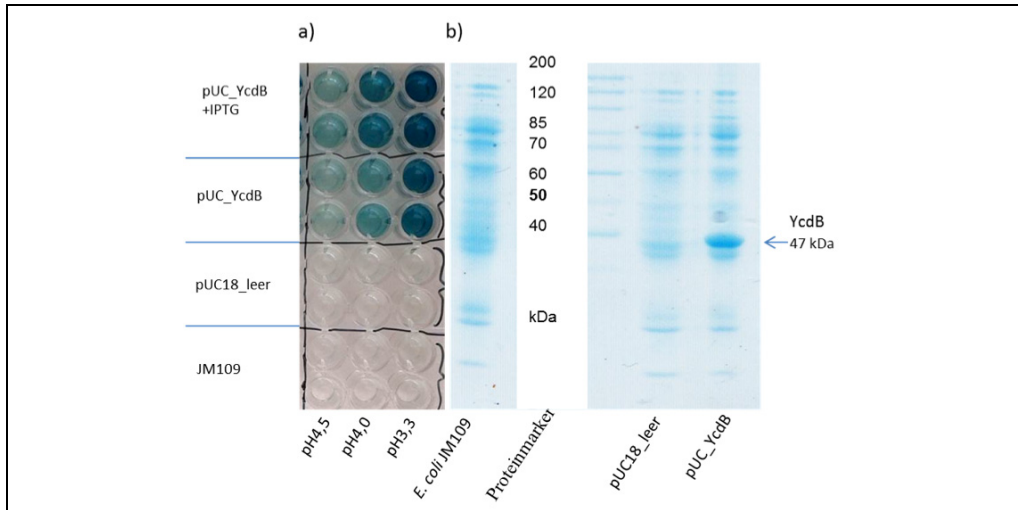 a)
b)
pUC_YcdB
+IPTG
pUC_YcdB
pUC18_leer
JM109
pH4,5
pH4,0
pH3,3
E. coli JM109
200
120
85
70
60
50
40
kDa
Proteinmarket
YcdB
47 kDa
pUC18_leer
pUC_YcdB